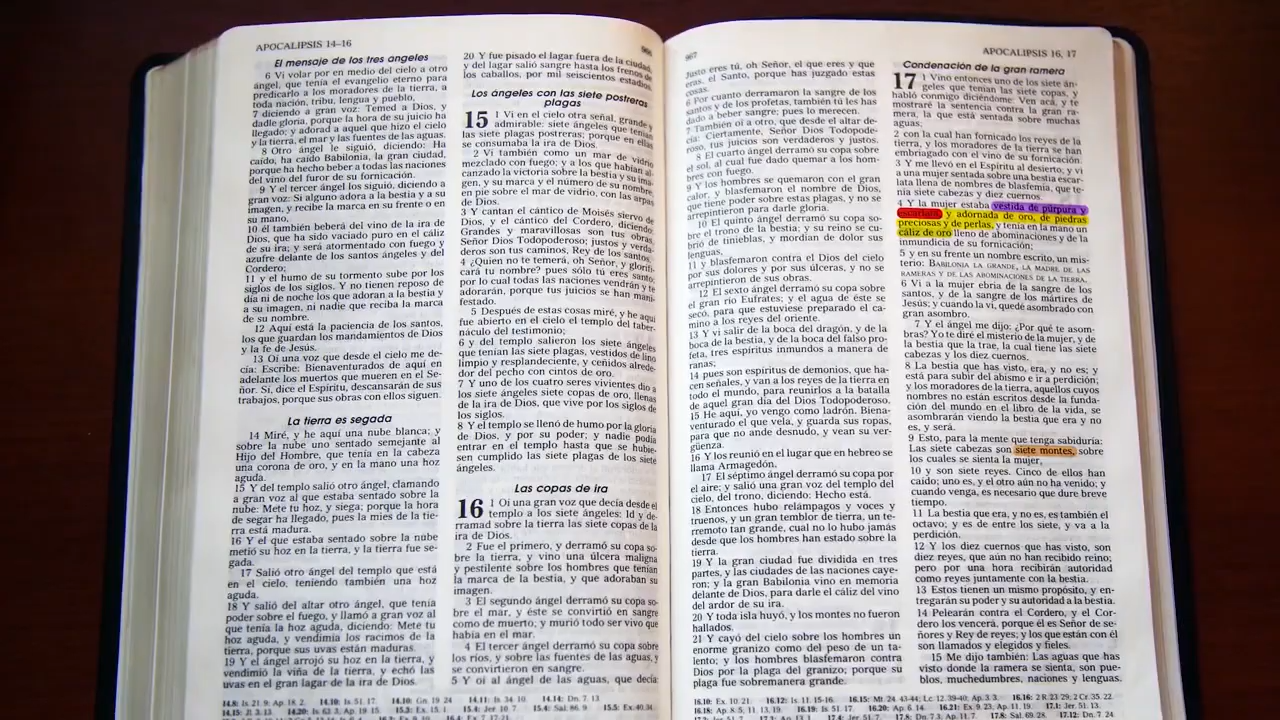 APOCALIPSIS 14-16
El mensaje de los tres ángeles
6 Vi volar por en medio del cielo a otro
ángel, que tenía el evangelio eterno para
predicarlo a los moradores de la tierra, a
toda nación, tribu, lengua y pueblo,
7 diciendo a gran voz: Temed a Dios, y
dadle gloria, porque la hora de su juicio ha
llegado; y adorad a aquel que hizo el cielo
y la tierra, el mar y las fuentes de las aguas.
8 Otro ángel le siguió, diciendo: Ha
caído, ha caído Babilonia, la gran ciudad,
porque ha hecho beber a todas las naciones
del vino del furor de su fornicación.
9 Y el tercer ángel los siguió, diciendo a
gran voz: Si alguno adora a la bestia y a su
imagen, y recibe la marca en su frente o en
su mano,
10 él también beberá del vino de la ira de
Dios, que ha sido vaciado puro en el cáliz
de su ira; y será atormentado con fuego y
azufre delante de los santos ángeles y del
Cordero;
11 y el humo de su tormento sube por los
siglos de los siglos. Y no tienen reposo de
día ni de noche los que adoran a la bestia y
a su imagen, ni nadie que reciba la marca
de su nombre.
12 Aquí está la paciencia de los santos,
los que guardan los mandamientos de Dios
y la fe de Jesús.
13 Oí una voz que desde el cielo me de-
cía: Escribe: Bienaventurados de aquí en
adelante los muertos que mueren en el Se-
ñor. Sí, dice el Espíritu, descansarán de sus
trabajos, porque sus obras con ellos siguen.
La tierra es segada
14 Miré, y he aquí una nube blanca; y
sobre la nube uno sentado semejante al
Hijo del Hombre, que tenía en la cabeza
una corona de oro, y en la mano una hoz
aguda.
15 Y del templo salió otro ángel, clamando
a gran voz al que estaba sentado sobre la
nube: Mete tu hoz, y siega; porque la hora
de segar ha llegado, pues la mies de la tie-
rra está madura.
16 Y el que estaba sentado sobre la nube
metió su hoz en la tierra, y la tierra fue se-
gada.
17 Salió otro ángel del templo que está
en el cielo, teniendo también una hoz
aguda.
18 Y salió del altar otro ángel, que tenía
poder sobre el fuego, y llamó a gran voz al
que tenía la hoz aguda, diciendo: Mete tu
hoz aguda, y vendimia los racimos de la
tierra, porque sus uvas están maduras.
19 Y el ángel arrojó su hoz en la tierra, y
vendimió la viña de la tierra, y echó las
uvas en el gran lagar de la ira de Dios.
20 Y fue pisado el lagar fuera de la ciudad,
y del lagar salió sangre hasta los frenos de
los caballos, por mil seiscientos estadios.
Los ángeles con las siete postreras
plagas
15 1 Vi en el cielo otra señal, grande y
admirable: siete ángeles que tenían
las siete plagas postreras; porque en ellas
se consumaba la ira de Dios.
2 Vi también como un mar de vidrio
mezclado con fuego; y a los que habían al-
canzado la victoria sobre la bestia y su ima-
gen, y su marca y el número de su nombre,
en pie sobre el mar de vidrio, con las arpas
de Dios.
3 Y cantan el cántico de Moisés siervo de
Dios, y el cántico del Cordero, diciendo:
Grandes y maravillosas son tus obras,
Señor Dios Todopoderoso; justos y verda-
deros son tus caminos, Rey de los santos.
4 ¿Quién no te temerá, oh Señor, y glorifi-
cará tu nombre? pues sólo tú eres santo;
por lo cual todas las naciones vendrán y te
adorarán, porque tus juicios se han mani-
festado.
5 Después de estas cosas miré, y he aquí
fue abierto en el cielo el templo del taber-
náculo del testimonio;
6 y del templo salieron los siete ángeles
que tenían las siete plagas, vestidos de lino
limpio y resplandeciente, y ceñidos alrede-
dor del pecho con cintos de oro.
7 Y uno de los cuatro seres vivientes dio a
los siete ángeles siete copas de oro, llenas
de la ira de Dios, que vive por los siglos de
los siglos.
8 Y el templo se llenó de humo por la gloria
de Dios, y por su poder; y nadie podía
entrar en el templo hasta que se hubie-
sen cumplido las siete plagas de los siete
ángeles.
Las copas de ira
16 1 Oí una gran voz que decía desde el
templo a los siete ángeles: Id y de-
rramad sobre la tierra las siete copas de la
ira de Dios.
2 Fue el primero, y derramó su copa so-
bre la tierra, y vino una úlcera maligna
y pestilente sobre los hombres que tenían
la marca de la bestia, y que adoraban su
imagen.
3 El segundo ángel derramó su copa so-
bre el mar, y éste se convirtió en sangre
como de muerto; y murió todo ser vivo que
había en el mar.
4 El tercer ángel derramó su copa sobre
los ríos, y sobre las fuentes de las aguas, y
se convirtieron en sangre.
5 Y oí al ángel de las aguas, que decía:
967
APOCALIPSIS 16, 17
Justo eres tú, oh Señor, el que eres y que
eras, el Santo, porque has juzgado estas
cosas.
6 Por cuanto derramaron la sangre de los
santos y de los profetas, también tú les has
dado a beber sangre; pues lo merecen.
7 También oí a otro, que desde el altar de-
cía: Ciertamente, Señor Dios Todopode-
roso, tus juicios son verdaderos y justos.
8 El cuarto ángel derramó su copa sobre
el sol, al cual fue dado quemar a los hom-
bres con fuego.
9 Y los hombres se quemaron con el gran
calor, y blasfemaron el nombre de Dios,
que tiene poder sobre estas plagas, y no se
arrepintieron para darle gloria.
10 El quinto ángel derramó su copa so-
bre el trono de la bestia; y su reino se cu-
brió de tinieblas, y mordían de dolor sus
lenguas,
11 y blasfemaron contra el Dios del cielo
por sus dolores y por sus úlceras, y no se
arrepintieron de sus obras.
12 El sexto ángel derramó su copa sobre
el gran río Eufrates; y el agua de éste se
secó, para que estuviese preparado el ca-
mino a los reyes del oriente.
13 Y vi salir de la boca del dragón, y de la
boca de la bestia, y de la boca del falso pro-
feta, tres espíritus inmundos a manera de
ranas;
14 pues son espíritus de demonios, que ha-
cen señales, y van a los reyes de la tierra en
todo el mundo, para reunirlos a la batalla
de aquel gran día del Dios Todopoderoso.
15 He aquí, yo vengo como ladrón. Biena-
venturado el que vela, y guarda sus ropas,
para que no ande desnudo, y vean su ver-
güenza.
16 Y los reunió en el lugar que en hebreo se
llama Armagedón.
17 El séptimo ángel derramó su copa por
el aire; y salió una gran voz del templo del
cielo, del trono, diciendo: Hecho está.
18 Entonces hubo relámpagos y voces y
truenos, y un gran temblor de tierra, un te-
rremoto tan grande, cual no lo hubo jamás
desde que los hombres han estado sobre la
tierra.
19 Y la gran ciudad fue dividida en tres
partes, y las ciudades de las naciones caye-
ron; y la gran Babilonia vino en memoria
delante de Dios, para darle el cáliz del vino
del ardor de su ira.
20 Y toda isla huyó, y los montes no fueron
hallados.
21 Y cayó del cielo sobre los hombres un
enorme granizo como del peso de un ta-
lento; y los hombres blasfemaron contra
Dios por la plaga del granizo; porque su
plaga fue sobremanera grande.
Condenación de la gran ramera
17 1 Vino entonces uno de los siete án-
geles que tenían las siete copas, y
habló conmigo diciéndome: Ven acá, y te
mostraré la sentencia contra la gran ra-
mera, la que está sentada sobre muchas
aguas;
2 con la cual han fornicado los reyes de la
tierra, y los moradores de la tierra se han
embriagado con el vino de su fornicación.
3 Y me llevó en el Espíritu al desierto, y vi
a una mujer sentada sobre una bestia escar-
lata llena de nombres de blasfemia, que te-
nía siete cabezas y diez cuernos.
4 Y la mujer estaba vestida de púrpura y
escarlata, y adornada de oro, de piedras
preciosas y de perlas, y tenía en la mano un
cáliz de oro lleno de abominaciones y de la
inmundicia de su fornicación;
5 y en su frente un nombre escrito, un mis-
terio: BABILONIA LA GRANDE, LA MADRE DE LAS
RAMERAS Y DE LAS ABOMINACIONES DE LA TIERRA.
6 Vi a la mujer ebria de la sangre de los
santos, y de la sangre de los mártires de
Jesús; y cuando la vi, quedé asombrado con
gran asombro.
7 Y el ángel me dijo: ¿Por qué te asom-
bras? Yo te diré el misterio de la mujer, y de
la bestia que la trae, la cual tiene las siete
cabezas y los diez cuernos.
8 La bestia que has visto, era, y no es; y
está para subir del abismo e ir a perdición;
y los moradores de la tierra, aquellos cuyos
nombres no están escritos desde la funda-
ción del mundo en el libro de la vida, se
asombrarán viendo la bestia que era y no
es, y será.
9 Esto, para la mente que tenga sabiduría:
Las siete cabezas son siete montes, sobre
los cuales se sienta la mujer,
10 y son siete reyes. Cinco de ellos han
caído; uno es, y el otro aún no ha venido; y
cuando venga, es necesario que dure breve
tiempo.
11 La bestia que era, y no es, es también el
octavo; y es de entre los siete, y va a la
perdición.
12 Y los diez cuernos que has visto, son
diez reyes, que aún no han recibido reino;
pero por una hora recibirán autoridad
como reyes juntamente con la bestia.
13 Estos tienen un mismo propósito, y en-
tregarán su poder y su autoridad a la bestia.
14 Pelearán contra el Cordero, y el Cor-
dero los vencerá, porque él es Señor de se-
ñores y Rey de reyes; y los que están con él
son llamados y elegidos y fieles.
15 Me dijo también: Las aguas que has
visto donde la ramera se sienta, son pue-
blos, muchedumbres, naciones y lenguas.